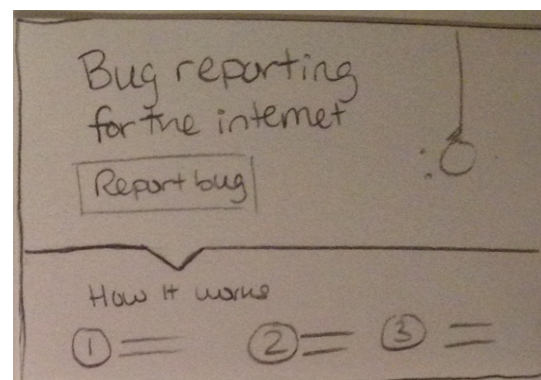 Bug reporting
for the internet
Report bug
How it works
1 2 3